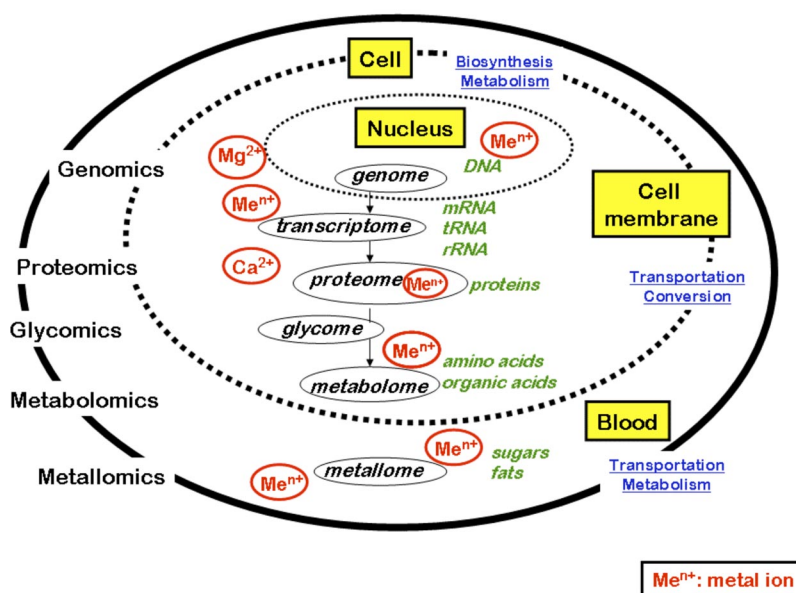 Cell
Biosynthesis
Metabolism
Nucleus
Meⁿ⁺
Mg²⁺
Genomics
DNA
genome
Cell
membrane
Meⁿ⁺
mRNA
transcriptome
tRNA
rRNA
Proteomics
Ca²⁺
proteome
Meⁿ⁺
proteins
Transportation
Conversion
Glycomics
glycome
Meⁿ⁺
amino acids
Metabolomics
metabolome
organic acids
Blood
Meⁿ⁺
Metallomics
metallome
sugars
fats
Meⁿ⁺
Transportation
Metabolism
Meⁿ⁺: metal ion